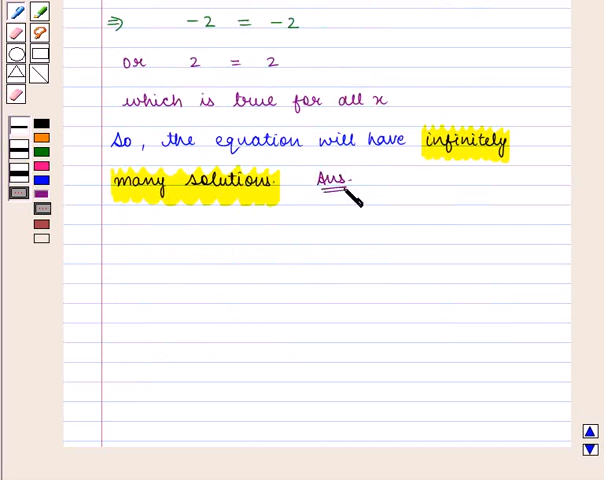 ⇒ -2 = -2
or 2 = 2
which is true for all x
So, the equation will have infinitely
many solutions. Ans.